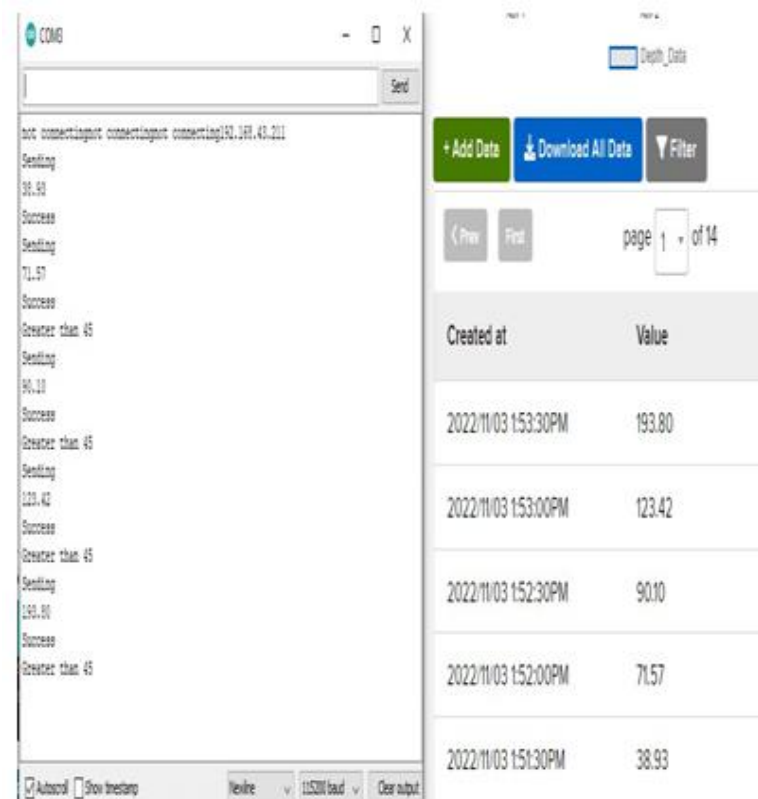 COM3
Send
not connectingnot connectingnot connecting192.168.43.211
Sending
38.93
Success
Sending
71.57
Success
Greater than 45
Sending
90.10
Success
Greater than 45
Sending
123.42
Success
Greater than 45
Sending
193.80
Success
Greater than 45
Autoscroll Show timestamp Newline 115200 baud Clear output
Depth_Data
+ Add Data Download All Data Filter
Prev First page 1 of 14
Created at Value
2022/11/03 1:53:30PM 193.80
2022/11/03 1:53:00PM 123.42
2022/11/03 1:52:30PM 90.10
2022/11/03 1:52:00PM 71.57
2022/11/03 1:51:30PM 38.93